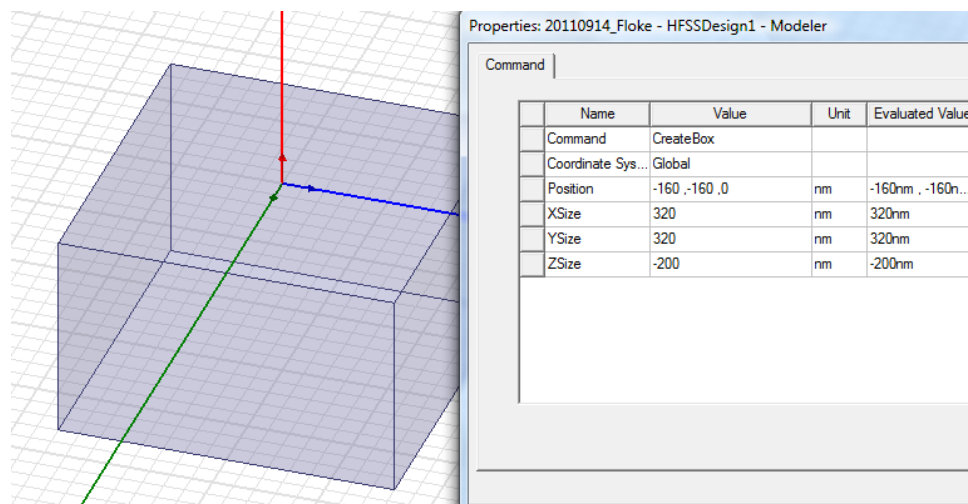 Properties: 20110914_Floke - HFSSDesign1 - Modeler
Command
Name Value Unit Evaluated Value
Command CreateBox
Coordinate Sys... Global
Position -160 ,-160 ,0 nm -160nm , -160n...
XSize 320 nm 320nm
YSize 320 nm 320nm
ZSize -200 nm -200nm